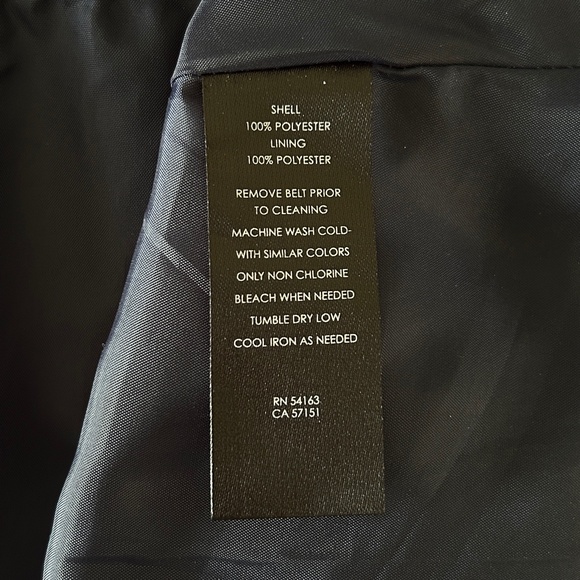 SHELL
100% POLYESTER
LINING
100% POLYESTER
REMOVE BELT PRIOR
TO CLEANING
MACHINE WASH COLD-
WITH SIMILAR COLORS
ONLY NON CHLORINE
BLEACH WHEN NEEDED
TUMBLE DRY LOW
COOL IRON AS NEEDED
RN 54163
CA 57151